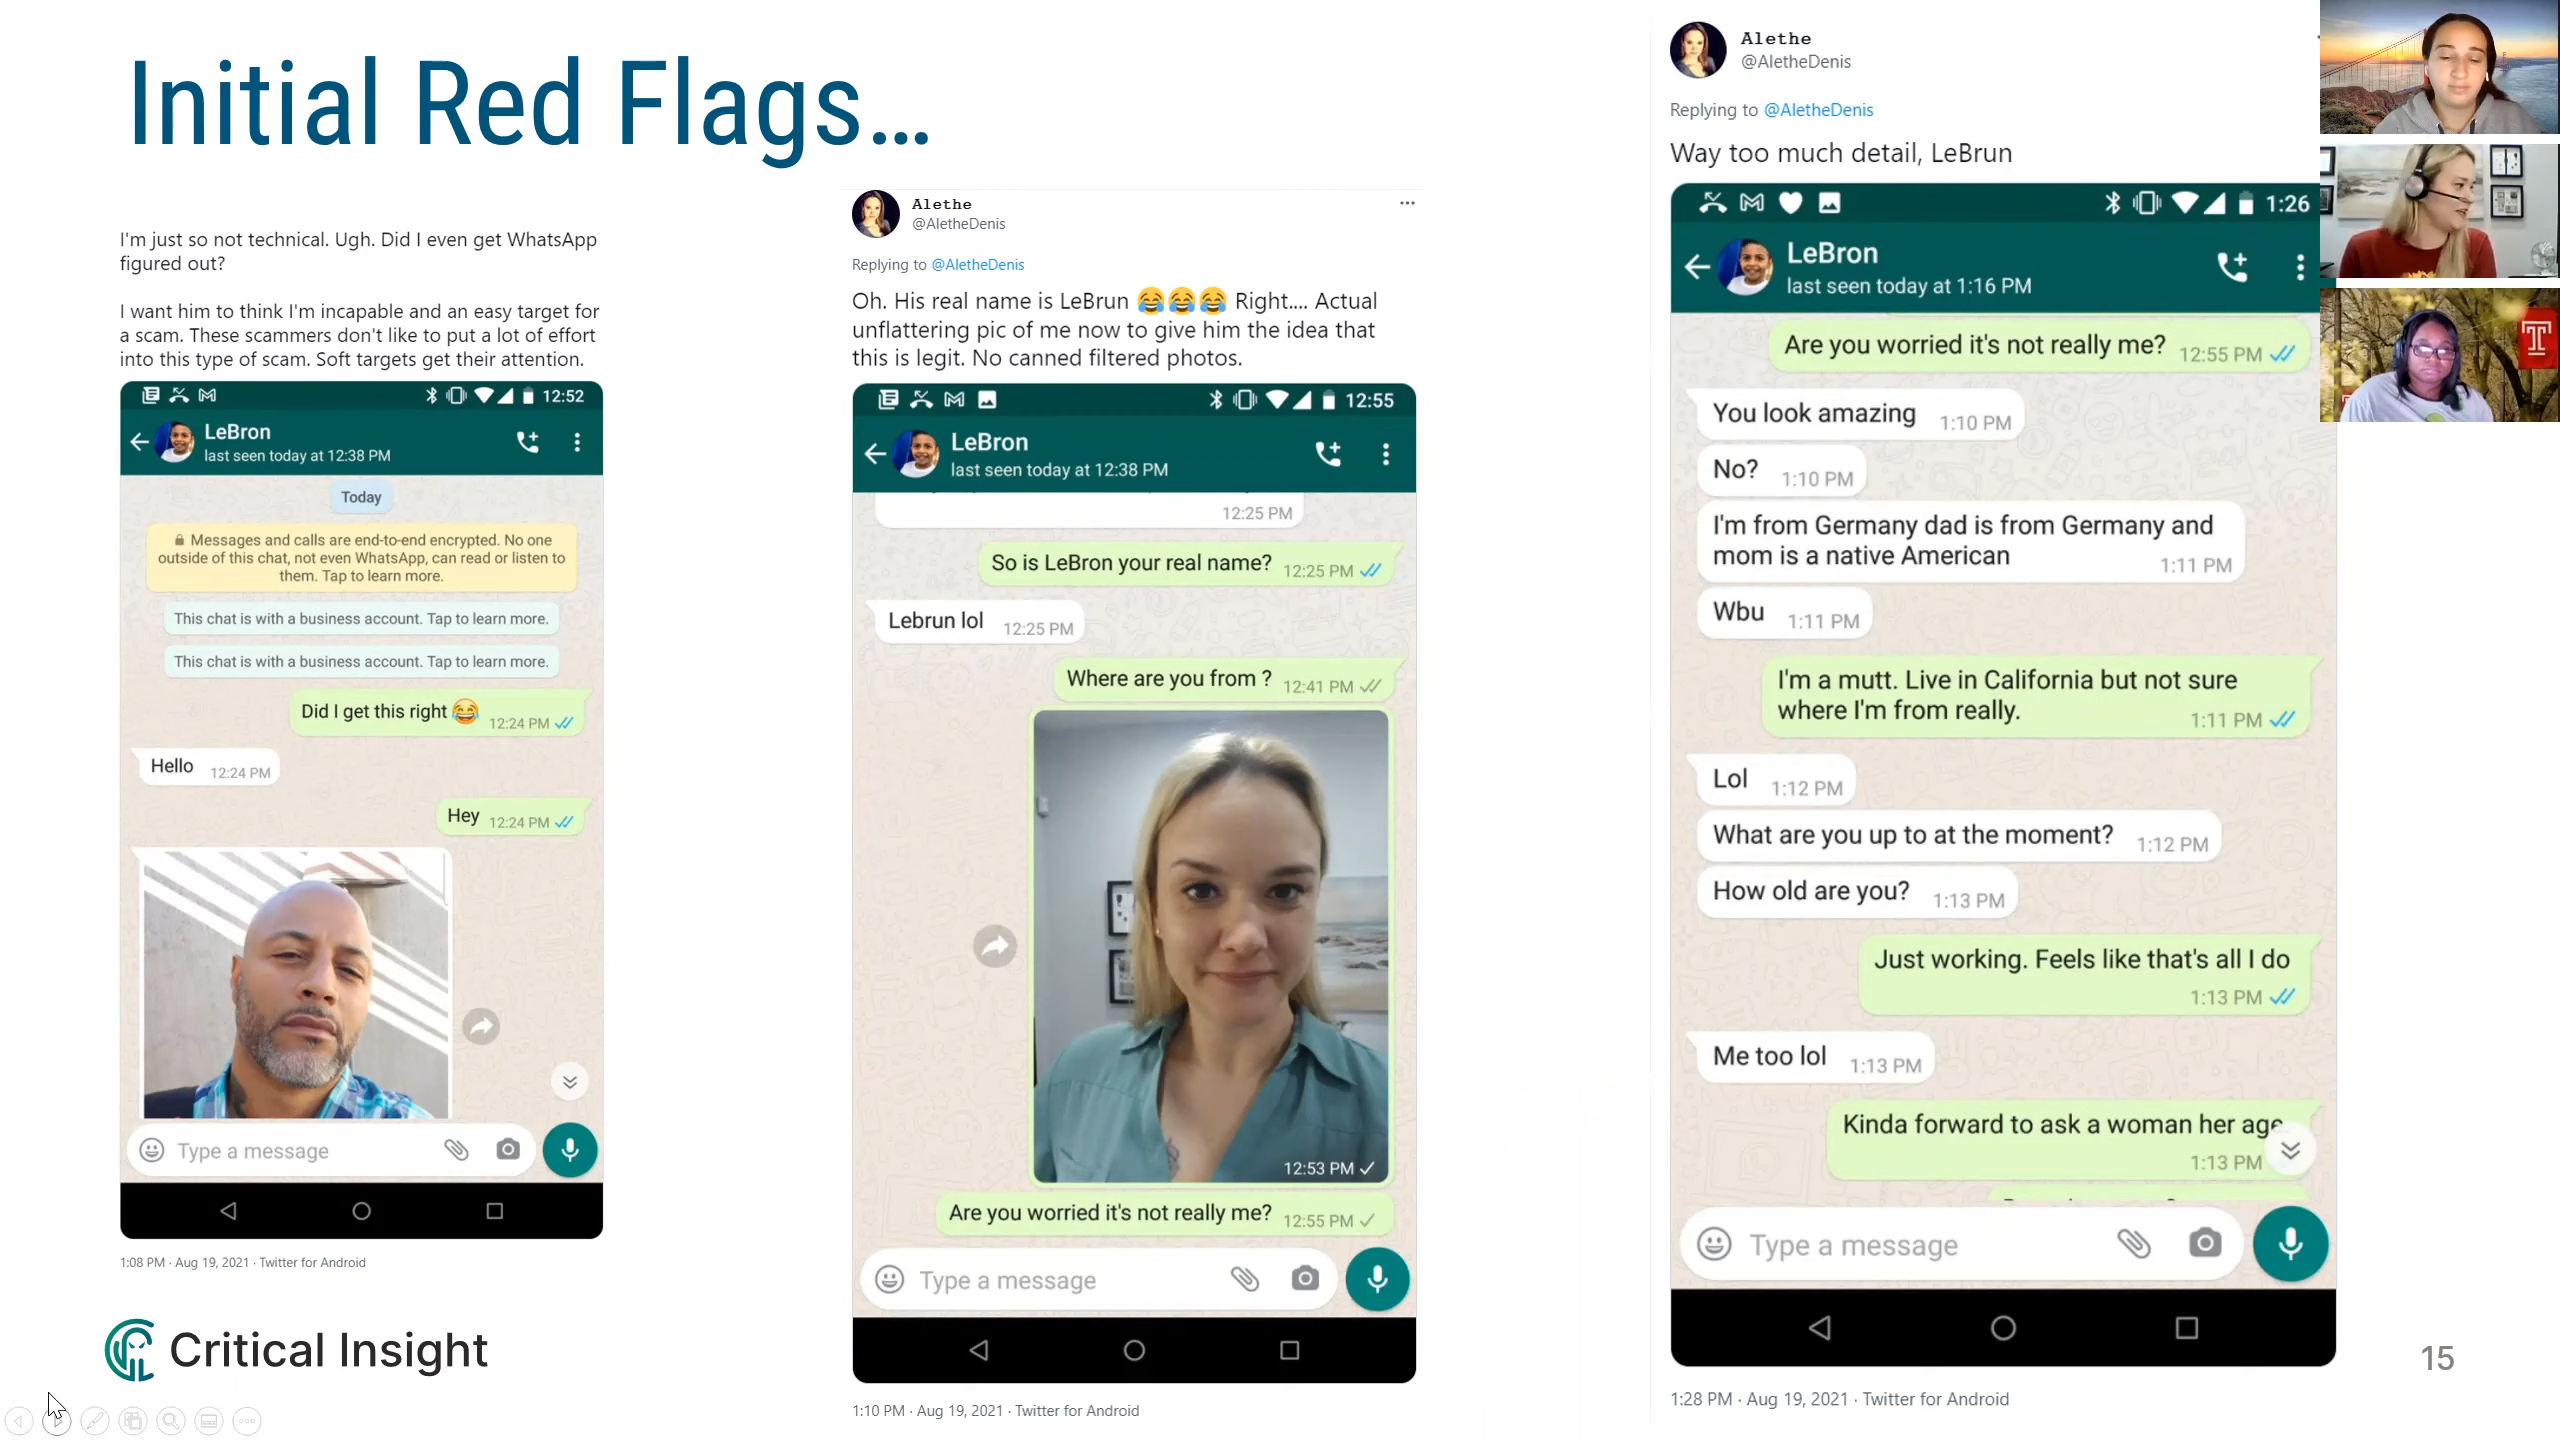 Initial Red Flags...
I'm just so not technical. Ugh. Did I even get WhatsApp
figured out?
I want him to think I'm incapable and an easy target for
a scam. These scammers don't like to put a lot of effort
into this type of scam. Soft targets get their attention.
12:52
LeBron
last seen today at 12:38 PM
Today
Messages and calls are end-to-end encrypted. No one
outside of this chat, not even WhatsApp, can read or listen to
them. Tap to learn more.
This chat is with a business account. Tap to learn more.
This chat is with a business account. Tap to learn more.
Did I get this right 😂 12:24 PM
Hello 12:24 PM
Hey 12:24 PM
Type a message
1:08 PM · Aug 19, 2021 · Twitter for Android
Critical Insight
Alethe
@AletheDenis
Replying to @AletheDenis
Oh. His real name is LeBrun 😂😂😂 Right.... Actual
unflattering pic of me now to give him the idea that
this is legit. No canned filtered photos.
12:55
LeBron
last seen today at 12:38 PM
12:25 PM
So is LeBron your real name? 12:25 PM
Lebrun lol 12:25 PM
Where are you from ? 12:41 PM
12:53 PM
Are you worried it's not really me? 12:55 PM
Type a message
1:10 PM · Aug 19, 2021 · Twitter for Android
Alethe
@AletheDenis
Replying to @AletheDenis
Way too much detail, LeBrun
1:26
LeBron
last seen today at 1:16 PM
Are you worried it's not really me? 12:55 PM
You look amazing 1:10 PM
No? 1:10 PM
I'm from Germany dad is from Germany and
mom is a native American 1:11 PM
Wbu 1:11 PM
I'm a mutt. Live in California but not sure
where I'm from really. 1:11 PM
Lol 1:12 PM
What are you up to at the moment? 1:12 PM
How old are you? 1:13 PM
Just working. Feels like that's all I do
1:13 PM
Me too lol 1:13 PM
Kinda forward to ask a woman her age
1:13 PM
Type a message
1:28 PM · Aug 19, 2021 · Twitter for Android
15
T